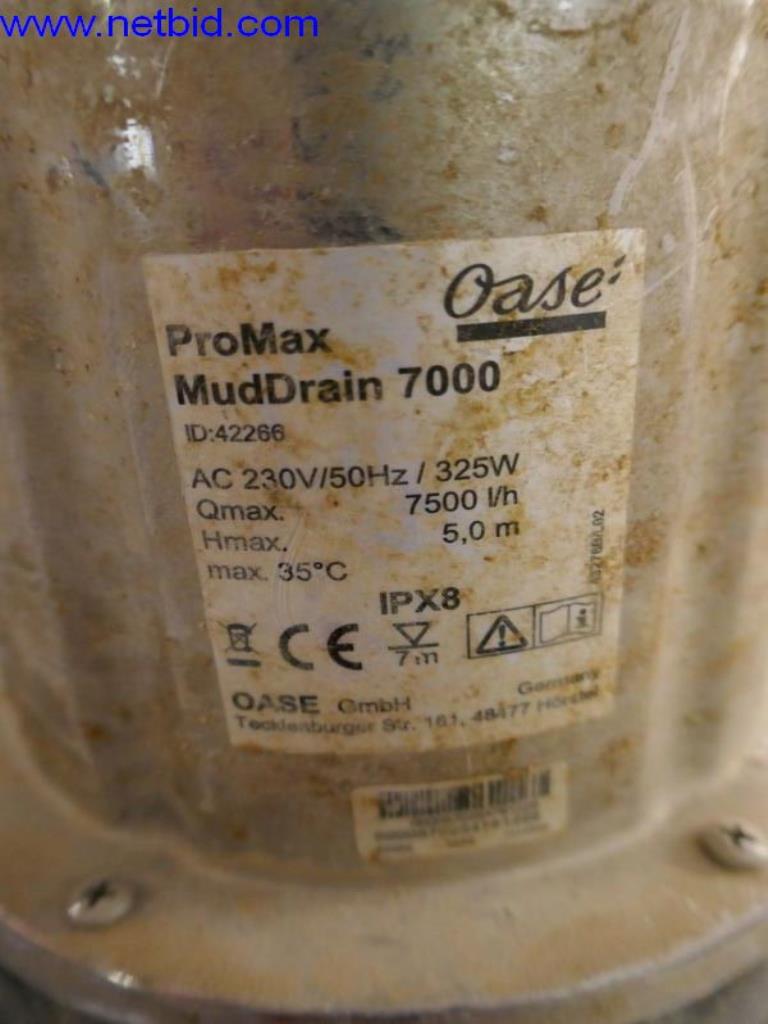 www.netbid.com
Oase
ProMax
MudDrain 7000
ID:42266
AC 230V/50Hz / 325W
Qmax. 7500 l/h
Hmax. 5,0 m
max. 35°C
IPX8
CE
7m
OASE GmbH Germany
Tecklenburger Str. 161, 48477 Hörstel